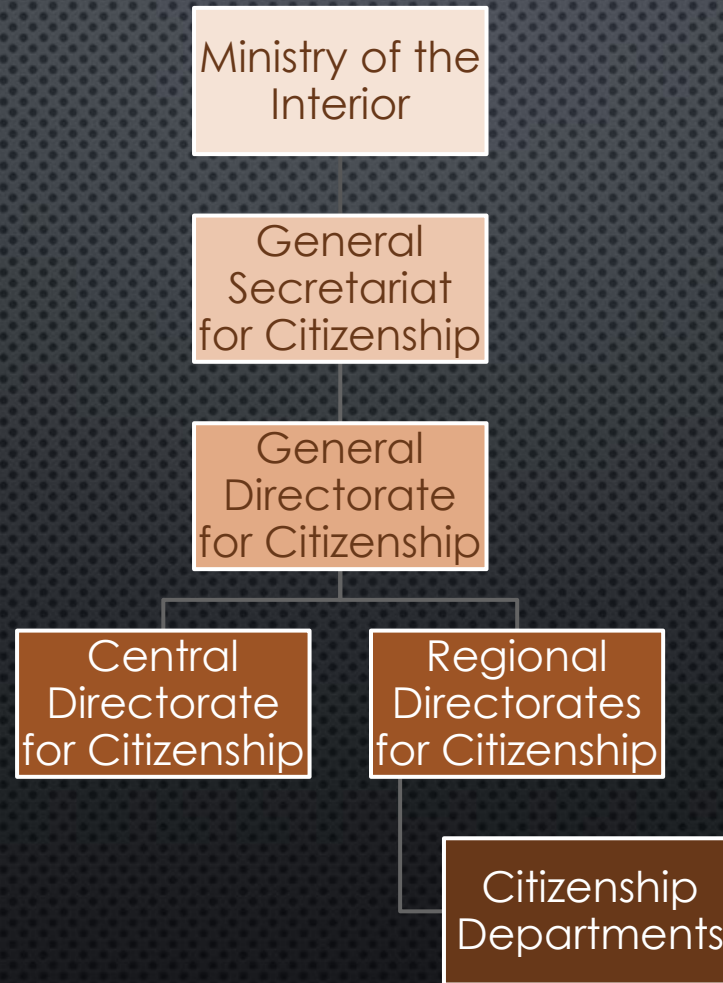 Ministry of the
Interior
General
Secretariat
for Citizenship
General
Directorate
for Citizenship
Central
Directorate
for Citizenship
Regional
Directorates
for Citizenship
Citizenship
Departments